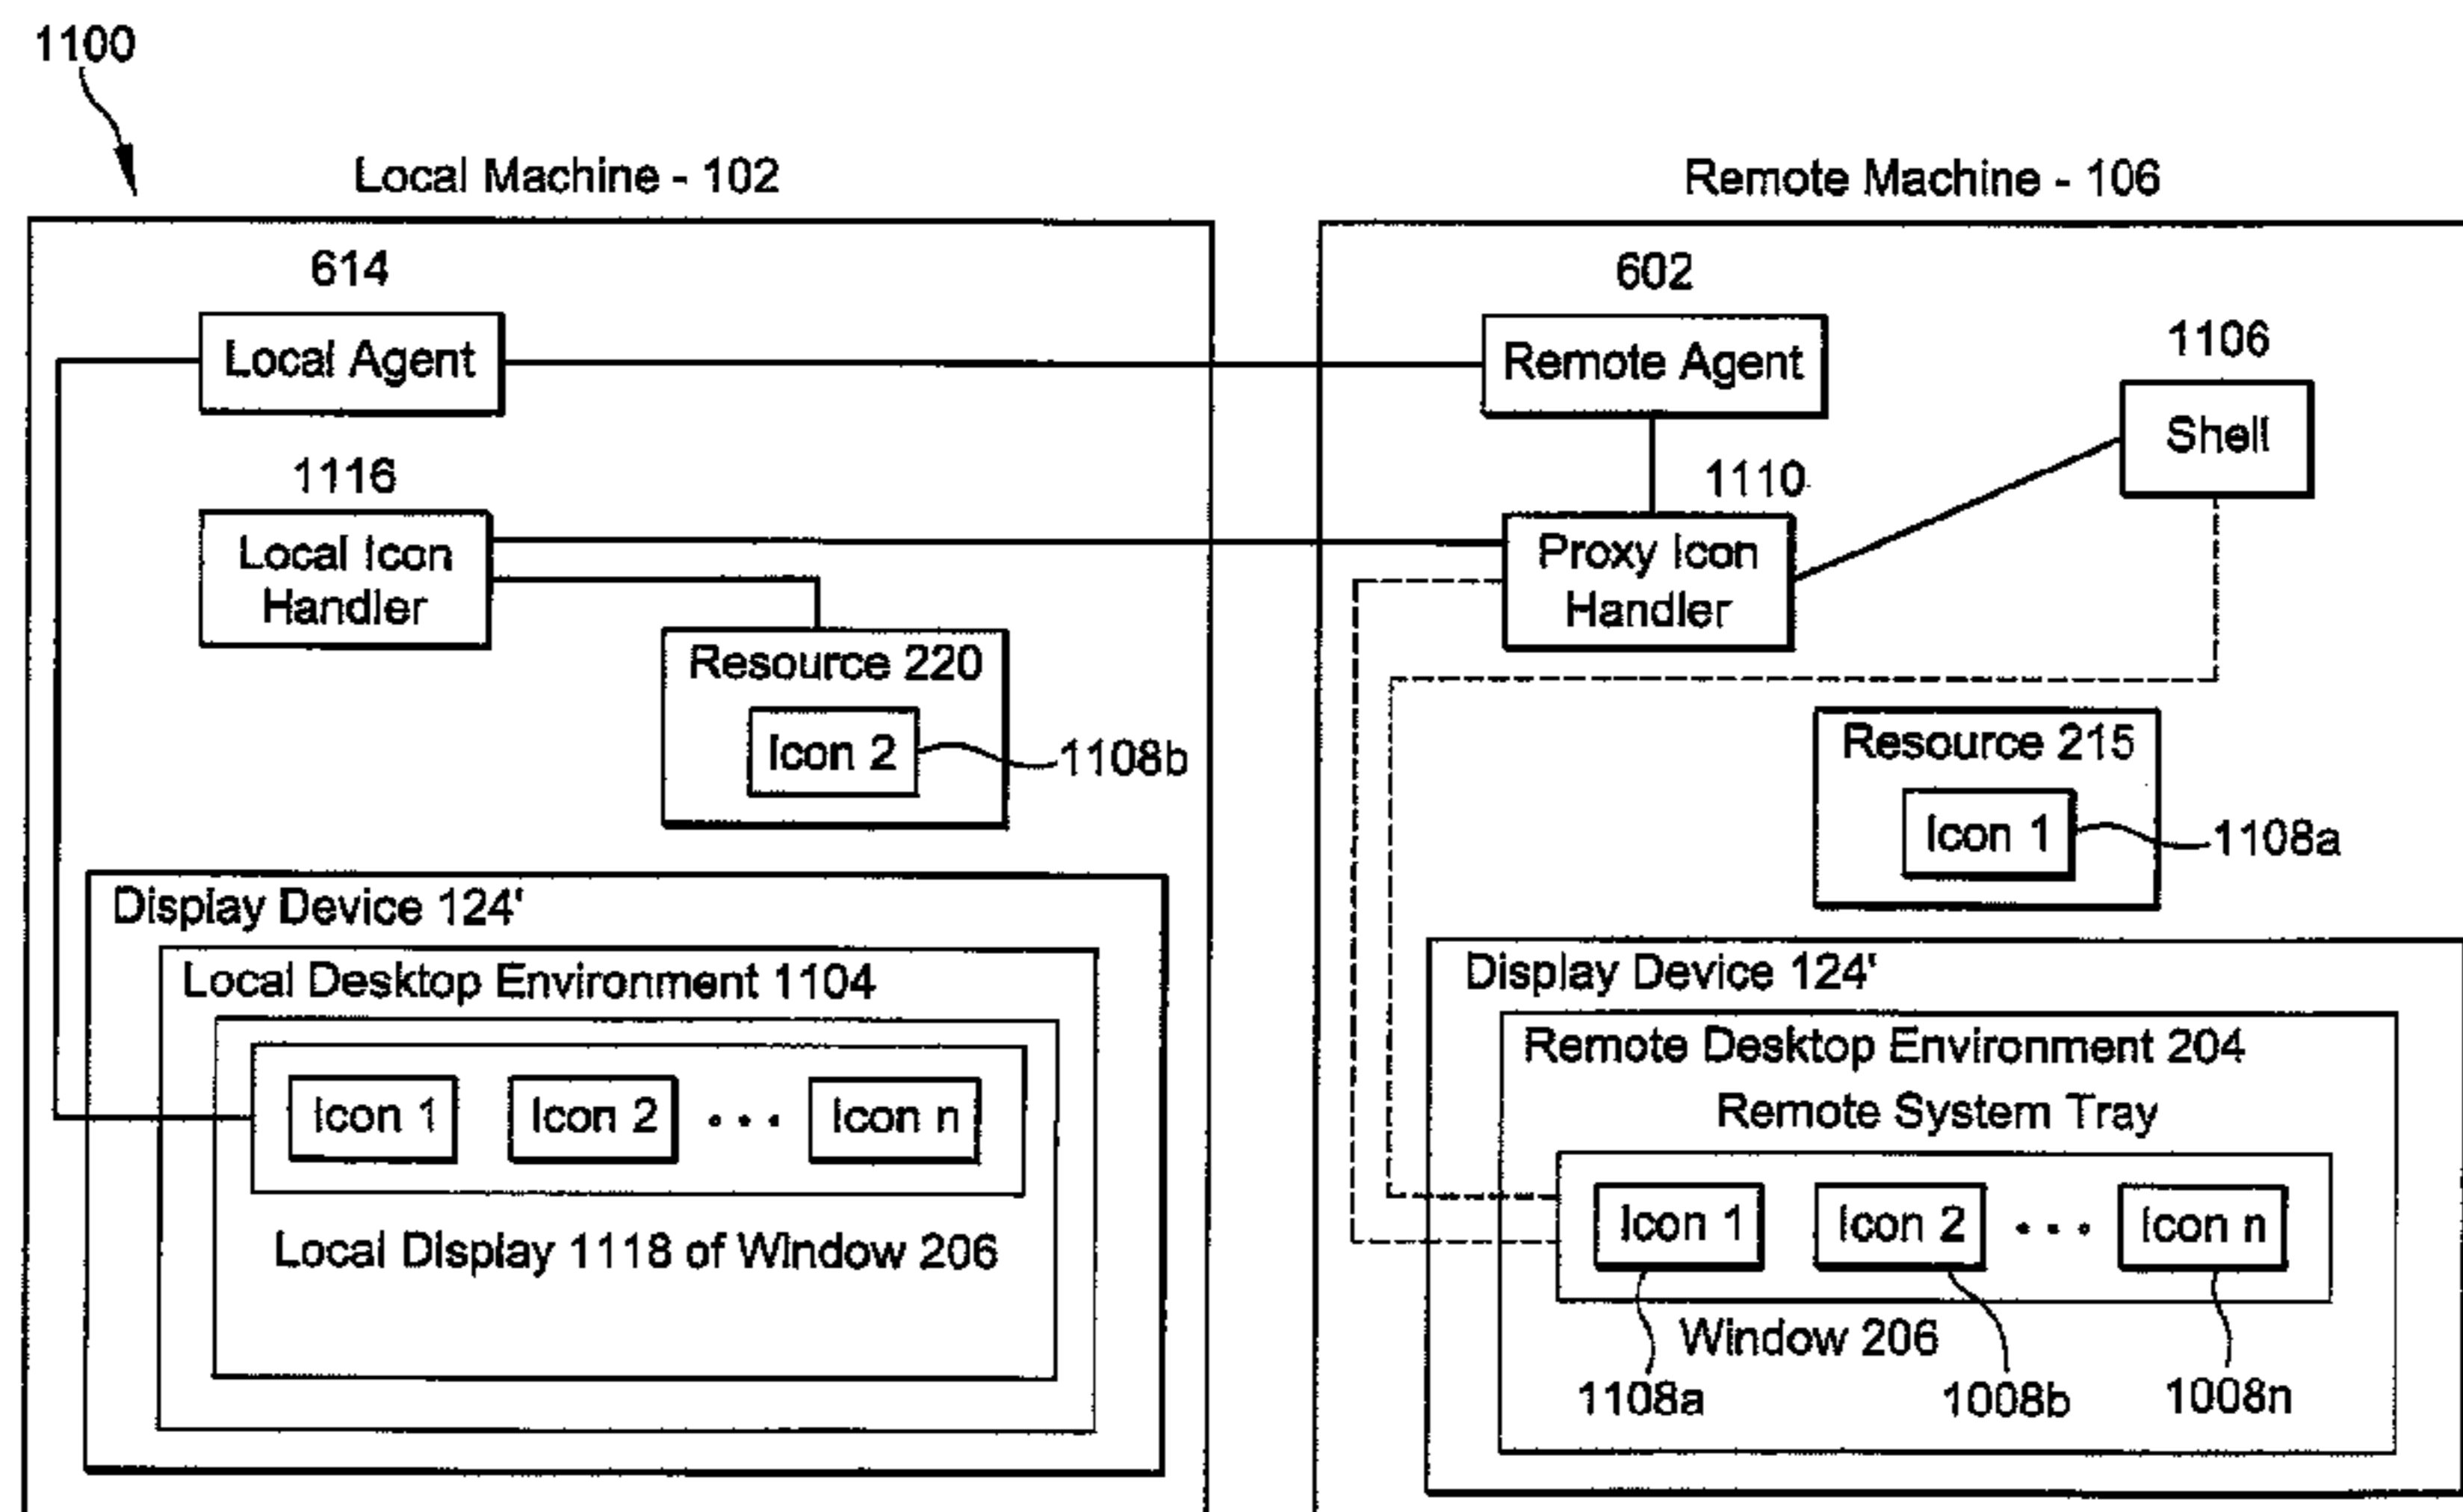 1100
Local Machine - 102
614
Local Agent
1116
Local Icon
Handler
Resource 220
Icon 2
1108b
Display Device 124'
Local Desktop Environment 1104
Icon 1 Icon 2 • • • Icon n
Local Display 1118 of Window 206
Remote Machine - 106
602
Remote Agent
1106
Shell
1110
Proxy Icon
Handler
Resource 215
Icon 1
1108a
Display Device 124'
Remote Desktop Environment 204
Remote System Tray
Icon 1 Icon 2 • • • Icon n
Window 206
1108a 1008b 1008n